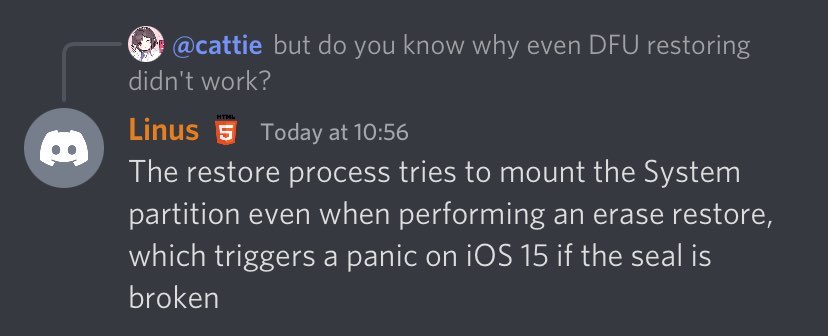 @cattie but do you know why even DFU restoring
didn't work?
Linus HTML 5 Today at 10:56
The restore process tries to mount the System
partition even when performing an erase restore,
which triggers a panic on iOS 15 if the seal is
broken